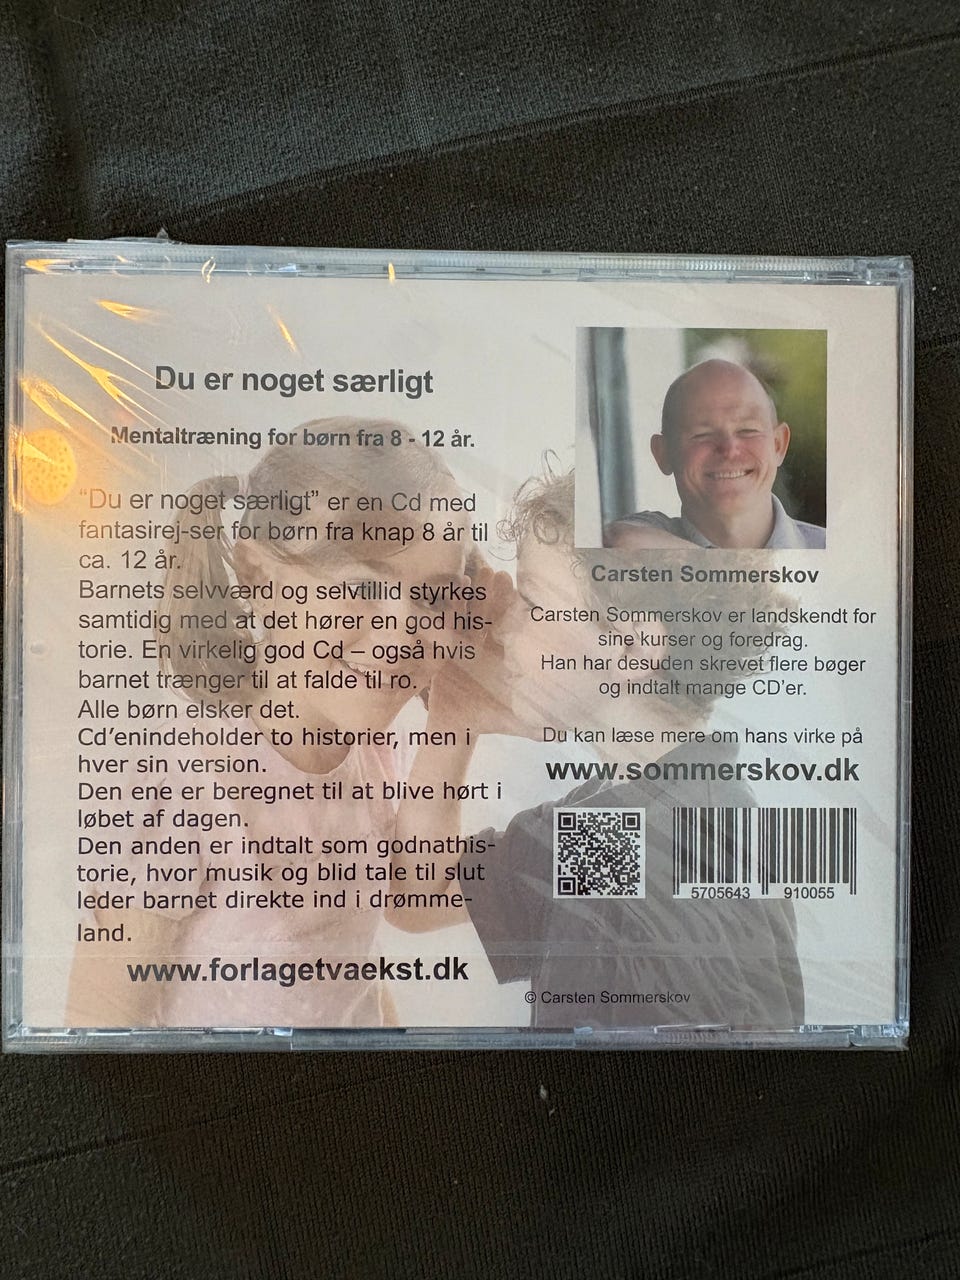 Du er noget særligt
Mentaltræning for børn fra 8 - 12 år.
"Du er noget særligt" er en Cd med
fantasirej-ser for børn fra knap 8 år til
ca. 12 år.
Barnets selvværd og selvtillid styrkes
samtidig med at det hører en god his-
torie. En virkelig god Cd – også hvis
barnet trænger til at falde til ro.
Alle børn elsker det.
Cd'enindeholder to historier, men i
hver sin version.
Den ene er beregnet til at blive hørt i
løbet af dagen.
Den anden er indtalt som godnathis-
torie, hvor musik og blid tale til slut
leder barnet direkte ind i drømme-
land.
www.forlagetvaekst.dk
Carsten Sommerskov
Carsten Sommerskov er landskendt for
sine kurser og foredrag.
Han har desuden skrevet flere bøger
og indtalt mange CD'er.
Du kan læse mere om hans virke på
www.sommerskov.dk
5705643 910055
© Carsten Sommerskov